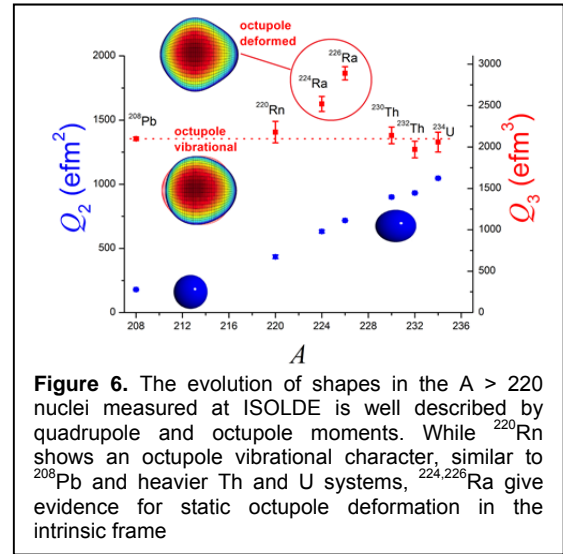 octupole
deformed
²²⁶Ra
²²⁴Ra
²⁰⁸Pb
²²⁰Rn
²³⁰Th
²³²Th
²³⁴U
octupole
vibrational
2000
1500
1000
500
0
Q₂ (efm²)
3000
2500
2000
1500
1000
500
0
Q₃ (efm³)
208 212 216 220 224 228 230 232 234 236
A
Figure 6. The evolution of shapes in the A > 220
nuclei measured at ISOLDE is well described by
quadrupole and octupole moments. While ²²⁰Rn
shows an octupole vibrational character, similar to
²⁰⁸Pb and heavier Th and U systems, ²²⁴,²²⁶Ra give
evidence for static octupole deformation in the
intrinsic frame